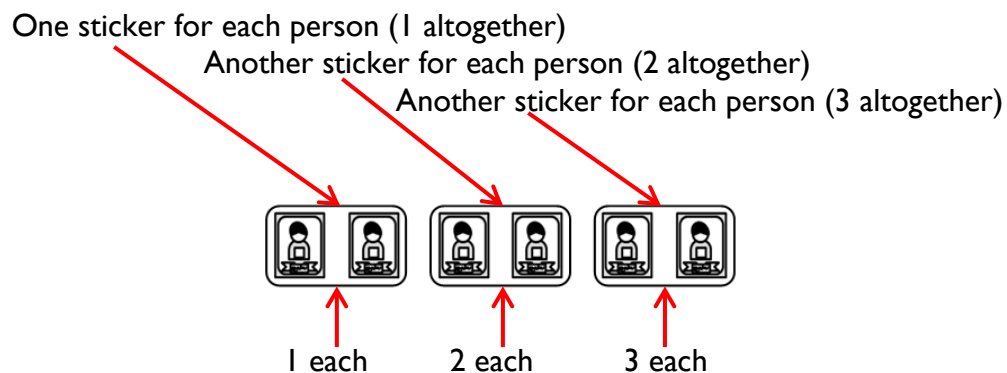 One sticker for each person (1 altogether)
Another sticker for each person (2 altogether)
Another sticker for each person (3 altogether)
1 each
2 each
3 each